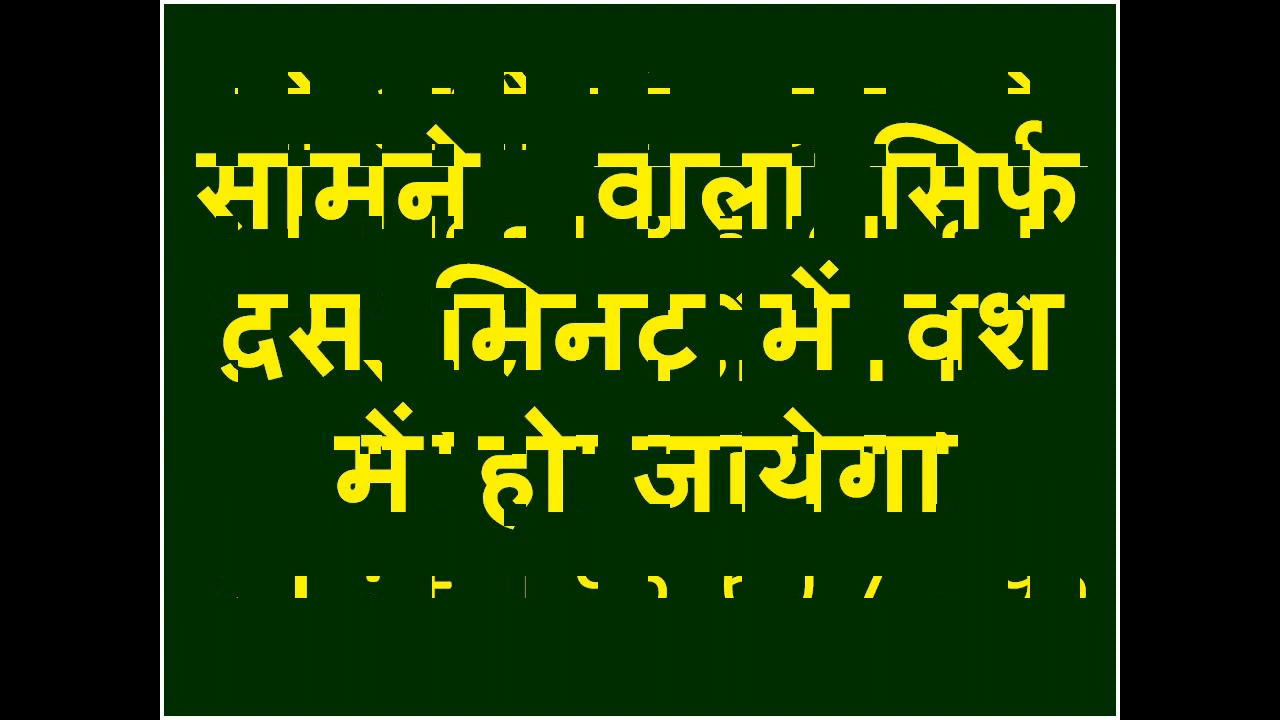 सामने वाला सिर्फ
दस मिनट में वश
में हो जायेगा